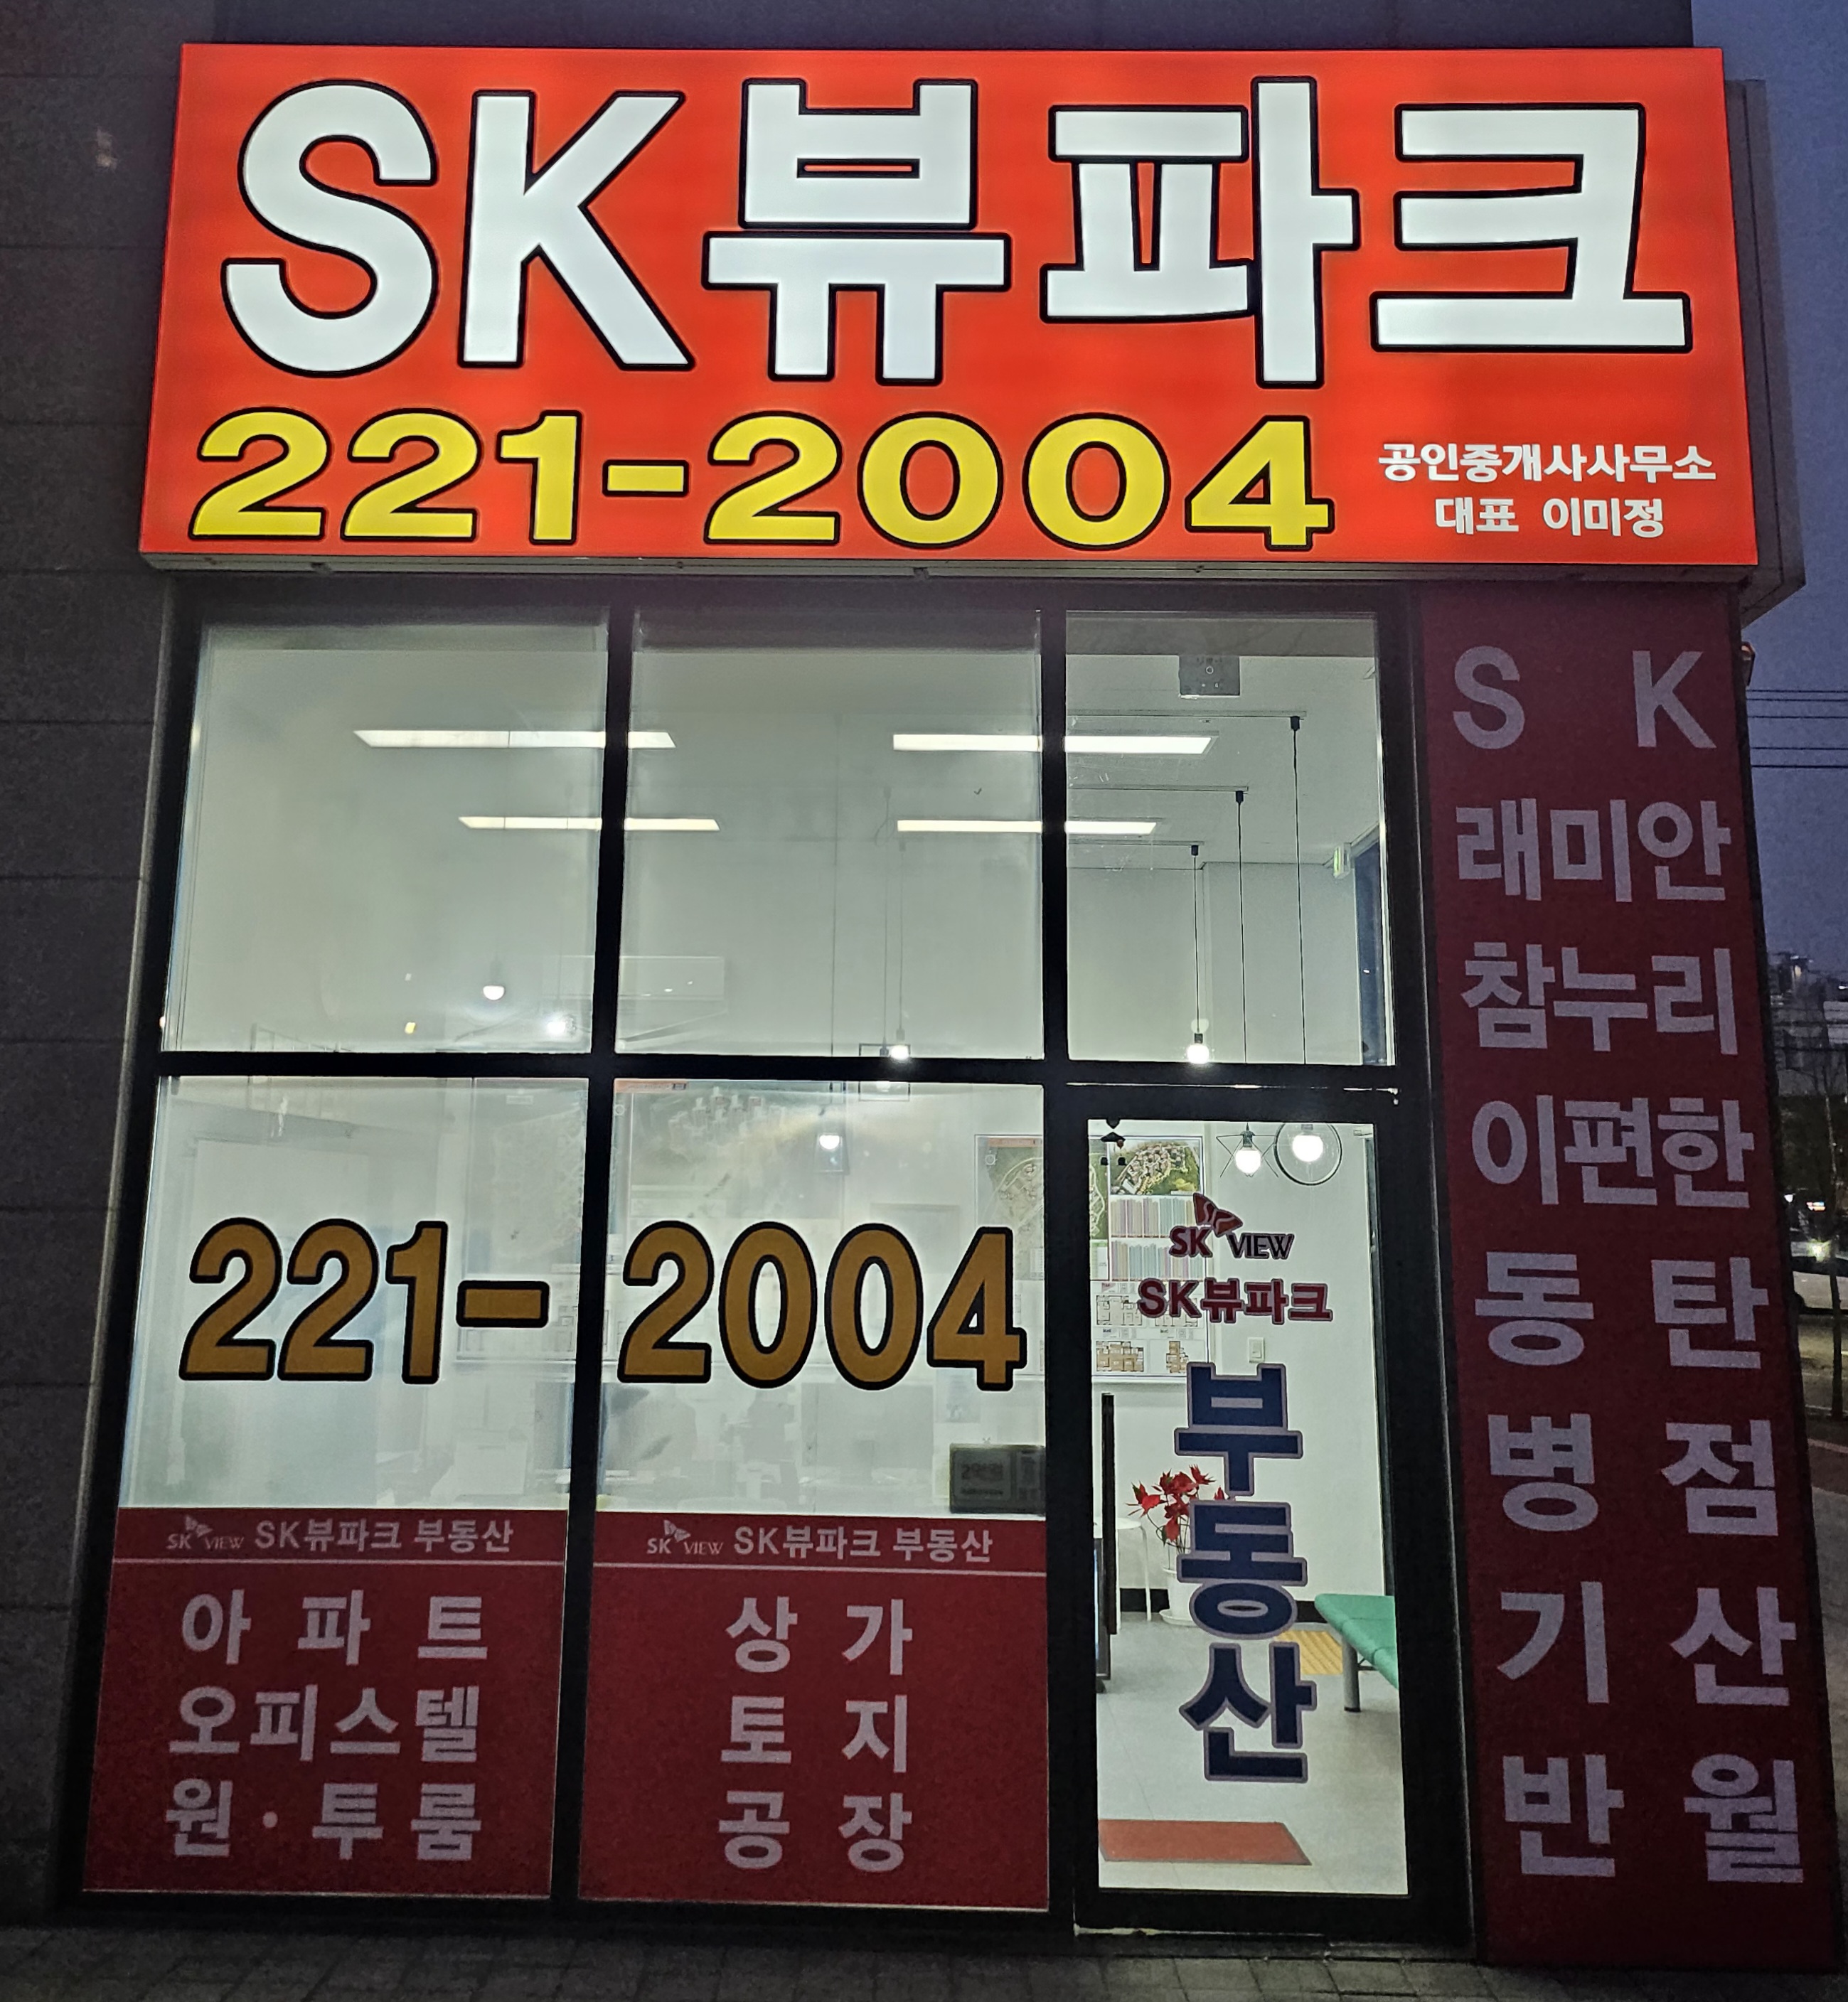 SK뷰파크
221-2004
공인중개사사무소
대표 이미정
221-2004
SK VIEW
SK뷰파크
부동산
SK VIEW SK뷰파크 부동산
아파트
오피스텔
원·투룸
SK VIEW SK뷰파크 부동산
상가
토지
공장
SK
래미안
참누리
이편한
동탄
병점
기산
반월